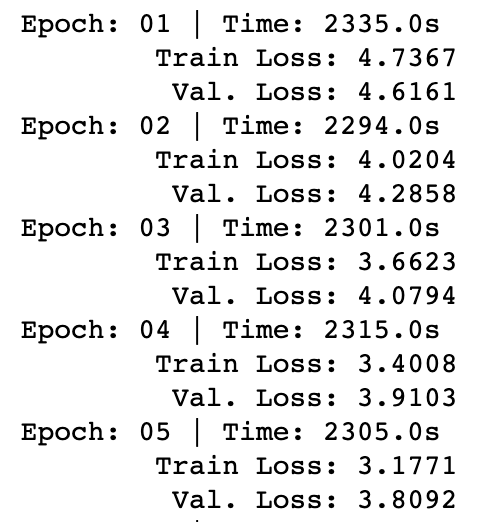 Epoch: 01 | Time: 2335.0s
Train Loss: 4.7367
Val. Loss: 4.6161
Epoch: 02 | Time: 2294.0s
Train Loss: 4.0204
Val. Loss: 4.2858
Epoch: 03 | Time: 2301.0s
Train Loss: 3.6623
Val. Loss: 4.0794
Epoch: 04 | Time: 2315.0s
Train Loss: 3.4008
Val. Loss: 3.9103
Epoch: 05 | Time: 2305.0s
Train Loss: 3.1771
Val. Loss: 3.8092